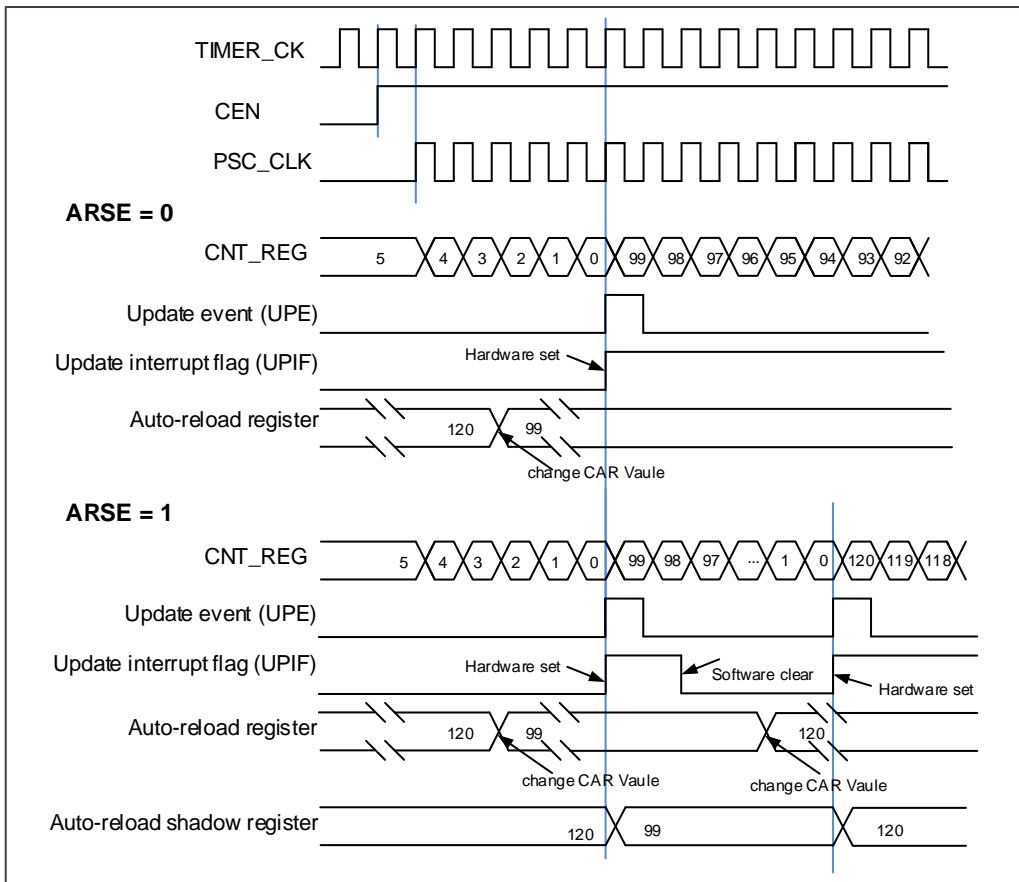 TIMER_CK
CEN
PSC_CLK
ARSE = 0
CNT_REG 5 4 3 2 1 0 99 98 97 96 95 94 93 92
Update event (UPE)
Hardware set
Update interrupt flag (UPIF)
Auto-reload register 120 99
change CAR Vaule
ARSE = 1
CNT_REG 5 4 3 2 1 0 99 98 97 ... 1 0 120 119 118
Update event (UPE)
Update interrupt flag (UPIF) Hardware set Software clear Hardware set
Auto-reload register 120 99 120
change CAR Vaule change CAR Vaule
Auto-reload shadow register 120 99 120